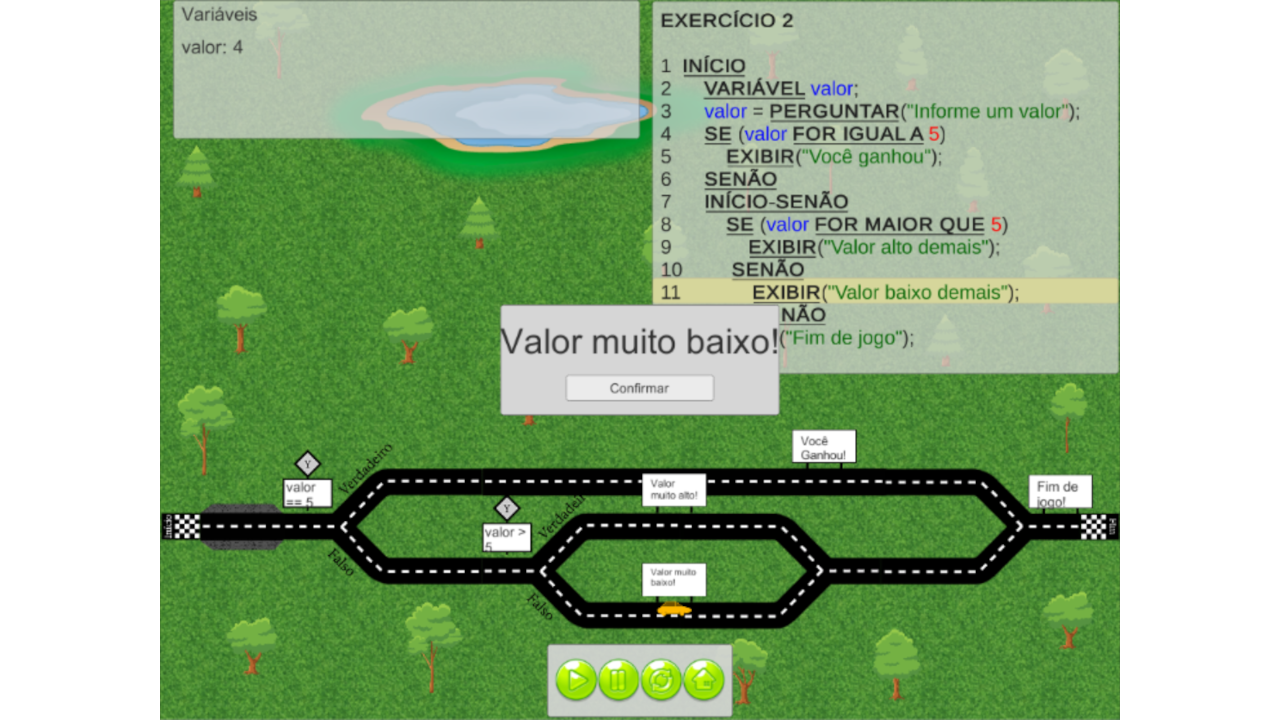 Variáveis
valor: 4
EXERCÍCIO 2
1 INÍCIO
2 VARIÁVEL valor;
3 valor = PERGUNTAR("Informe um valor");
4 SE (valor FOR IGUAL A 5)
5 EXIBIR("Você ganhou");
6 SENÃO
7 INÍCIO-SENÃO
8 SE (valor FOR MAIOR QUE 5)
9 EXIBIR("Valor alto demais");
10 SENÃO
11 EXIBIR("Valor baixo demais");
NÃO
("Fim de jogo");
Valor muito baixo!
Confirmar
Você
Ganhou!
Verdadeiro
Y
valor
== 5
Valor
muito alto!
Fim de
jogo!
Y
valor >
5
Verdadei
Início
Fim
Falso
Valor muito
baixo!
Falso